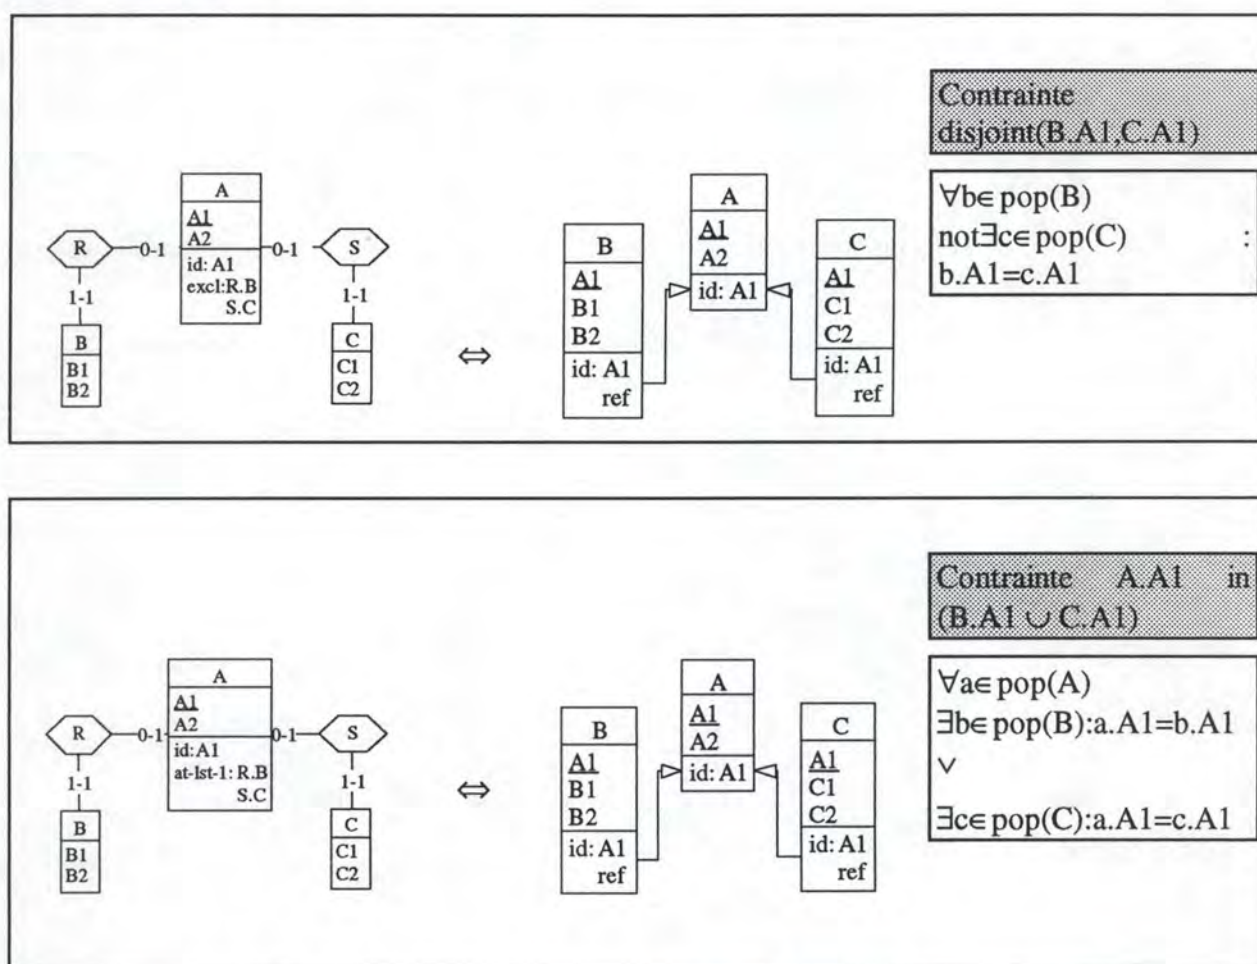 Contrainte
disjoint(B.A1,C.A1)
∀b∈pop(B)
not∃c∈pop(C) :
b.A1=c.A1
A
A1
A2
id: A1
excl:R.B
S.C
R
0-1
0-1
S
1-1
1-1
B
B1
B2
C
C1
C2
⇔
B
A1
B1
B2
id: A1
ref
A
A1
A2
id: A1
C
A1
C1
C2
id: A1
ref
Contrainte A.A1 in
(B.A1 ∪ C.A1)
∀a∈pop(A)
∃b∈pop(B):a.A1=b.A1
∨
∃c∈pop(C):a.A1=c.A1
A
A1
A2
id:A1
at-lst-1: R.B
S.C
R
0-1
0-1
S
1-1
1-1
B
B1
B2
C
C1
C2
⇔
B
A1
B1
B2
id: A1
ref
A
A1
A2
id: A1
C
A1
C1
C2
id: A1
ref